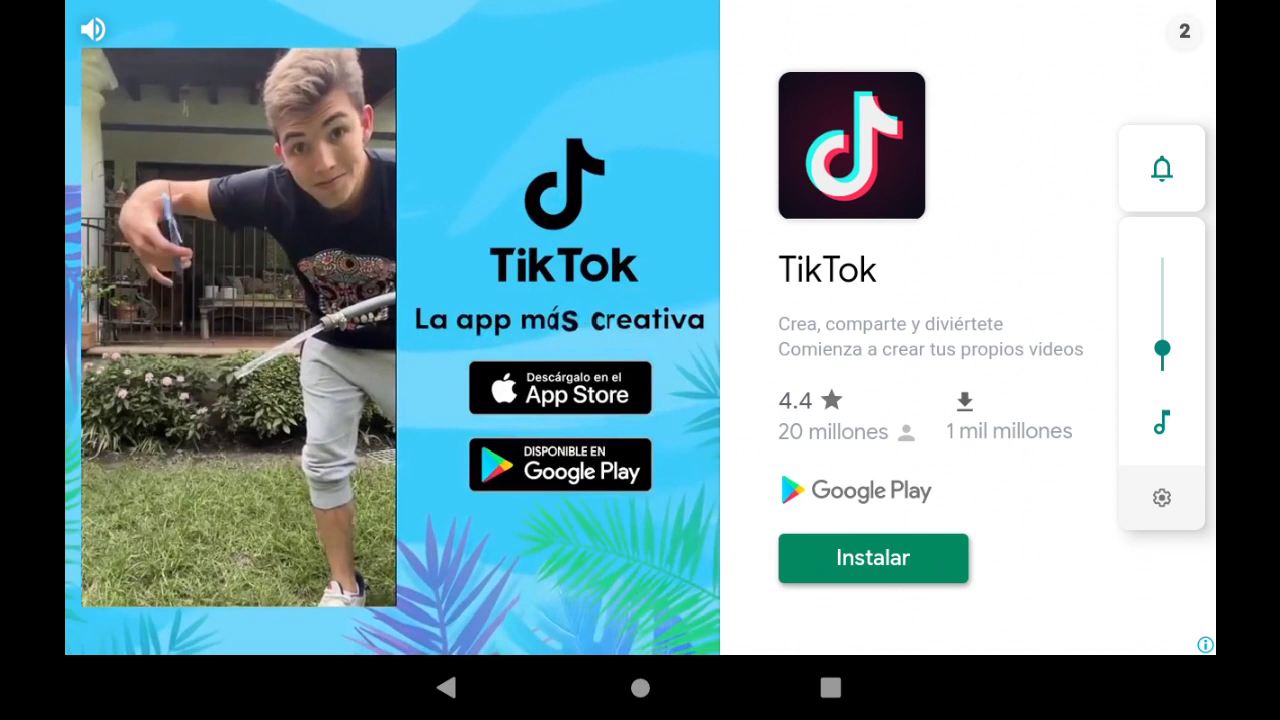 TikTok
La app más creativa
Descárgalo en el
App Store
DISPONIBLE EN
Google Play
2
TikTok
Crea, comparte y diviértete
Comienza a crear tus propios videos
4.4
20 millones
1 mil millones
Google Play
Instalar